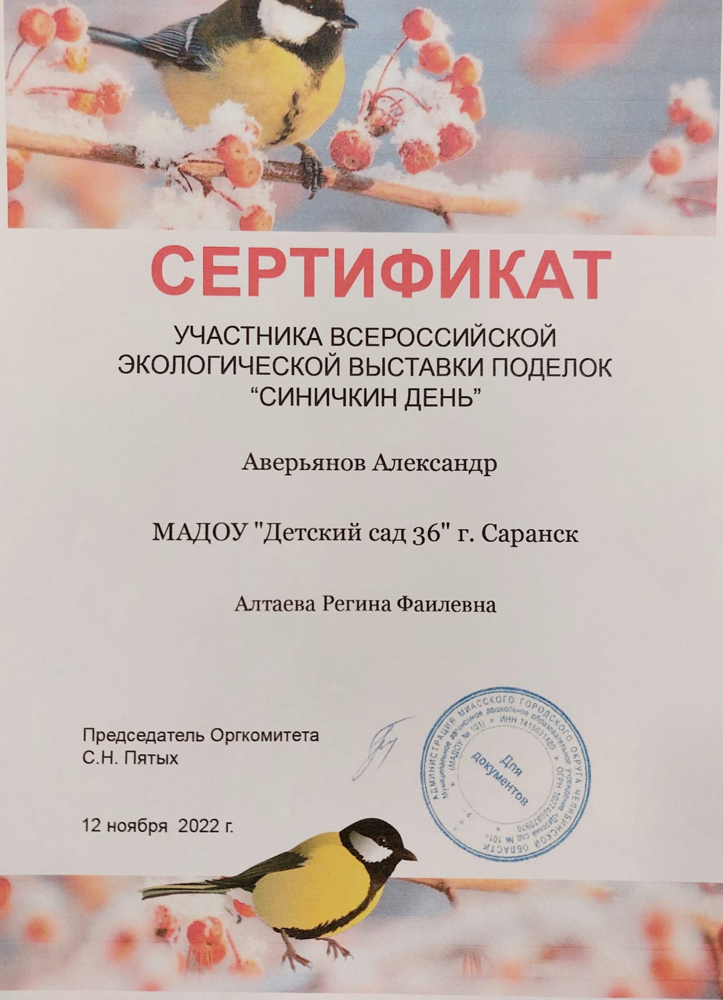 СЕРТИФИКАТ
УЧАСТНИКА ВСЕРОССИЙСКОЙ
ЭКОЛОГИЧЕСКОЙ ВЫСТАВКИ ПОДЕЛОК
“СИНИЧКИН ДЕНЬ”
Аверьянов Александр
МАДОУ "Детский сад 36" г. Саранск
Алтаева Регина Фаилевна
Председатель Оргкомитета
С.Н. Пятых
12 ноября 2022 г.
АДМИНИСТРАЦИЯ МИАССКОГО ГОРОДСКОГО ОКРУГА ЧЕЛЯБИНСКОЙ ОБЛАСТИ
Муниципальное автономное дошкольное образовательное учреждение «Детский сад № 101»
(МАДОУ № 101) * ИНН 7415031489 * ОГРН 1027400870970 *
Для
документов
- 4 -